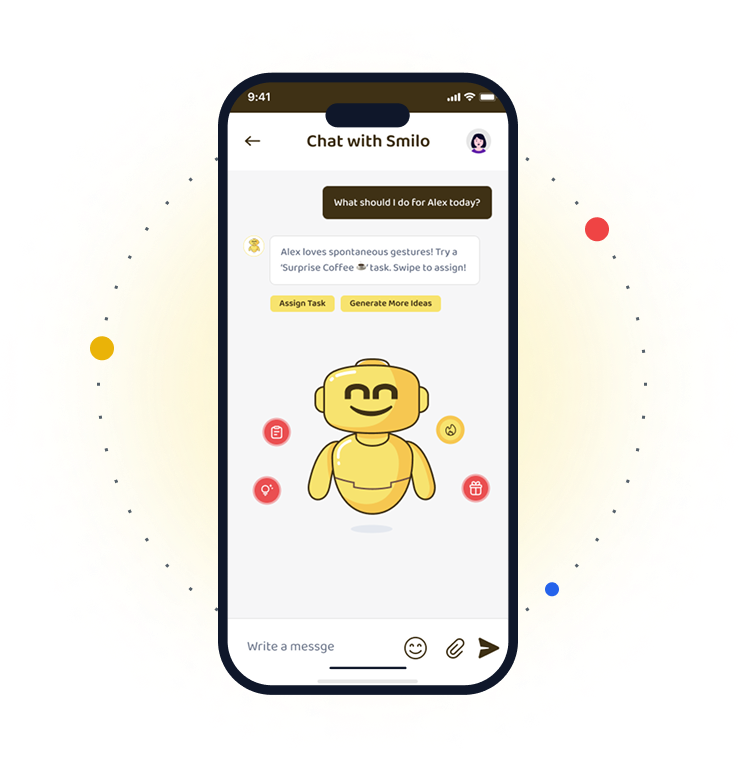 9:41
Chat with Smilo
What should I do for Alex today?
Alex loves spontaneous gestures! Try a
'Surprise Coffee ☕' task. Swipe to assign!
Assign Task
Generate More Ideas
Write a messge